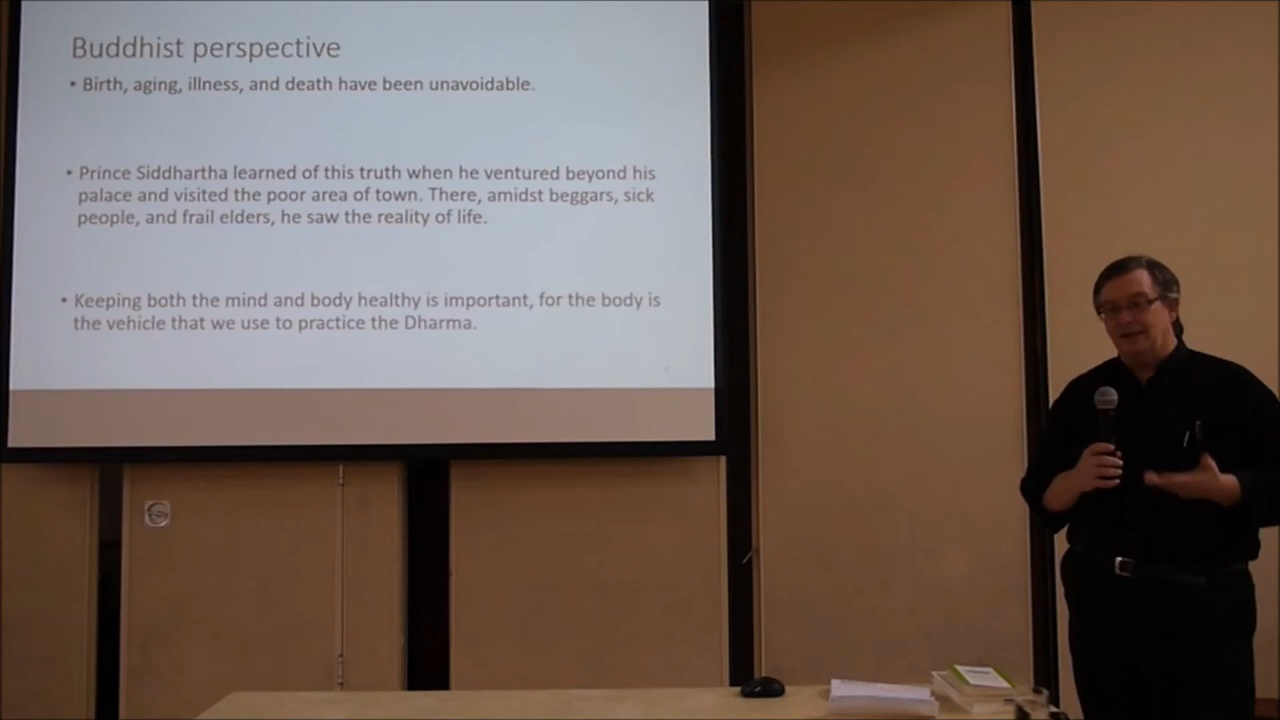 Buddhist perspective
• Birth, aging, illness, and death have been unavoidable.
• Prince Siddhartha learned of this truth when he ventured beyond his
palace and visited the poor area of town. There, amidst beggars, sick
people, and frail elders, he saw the reality of life.
• Keeping both the mind and body healthy is important, for the body is
the vehicle that we use to practice the Dharma.